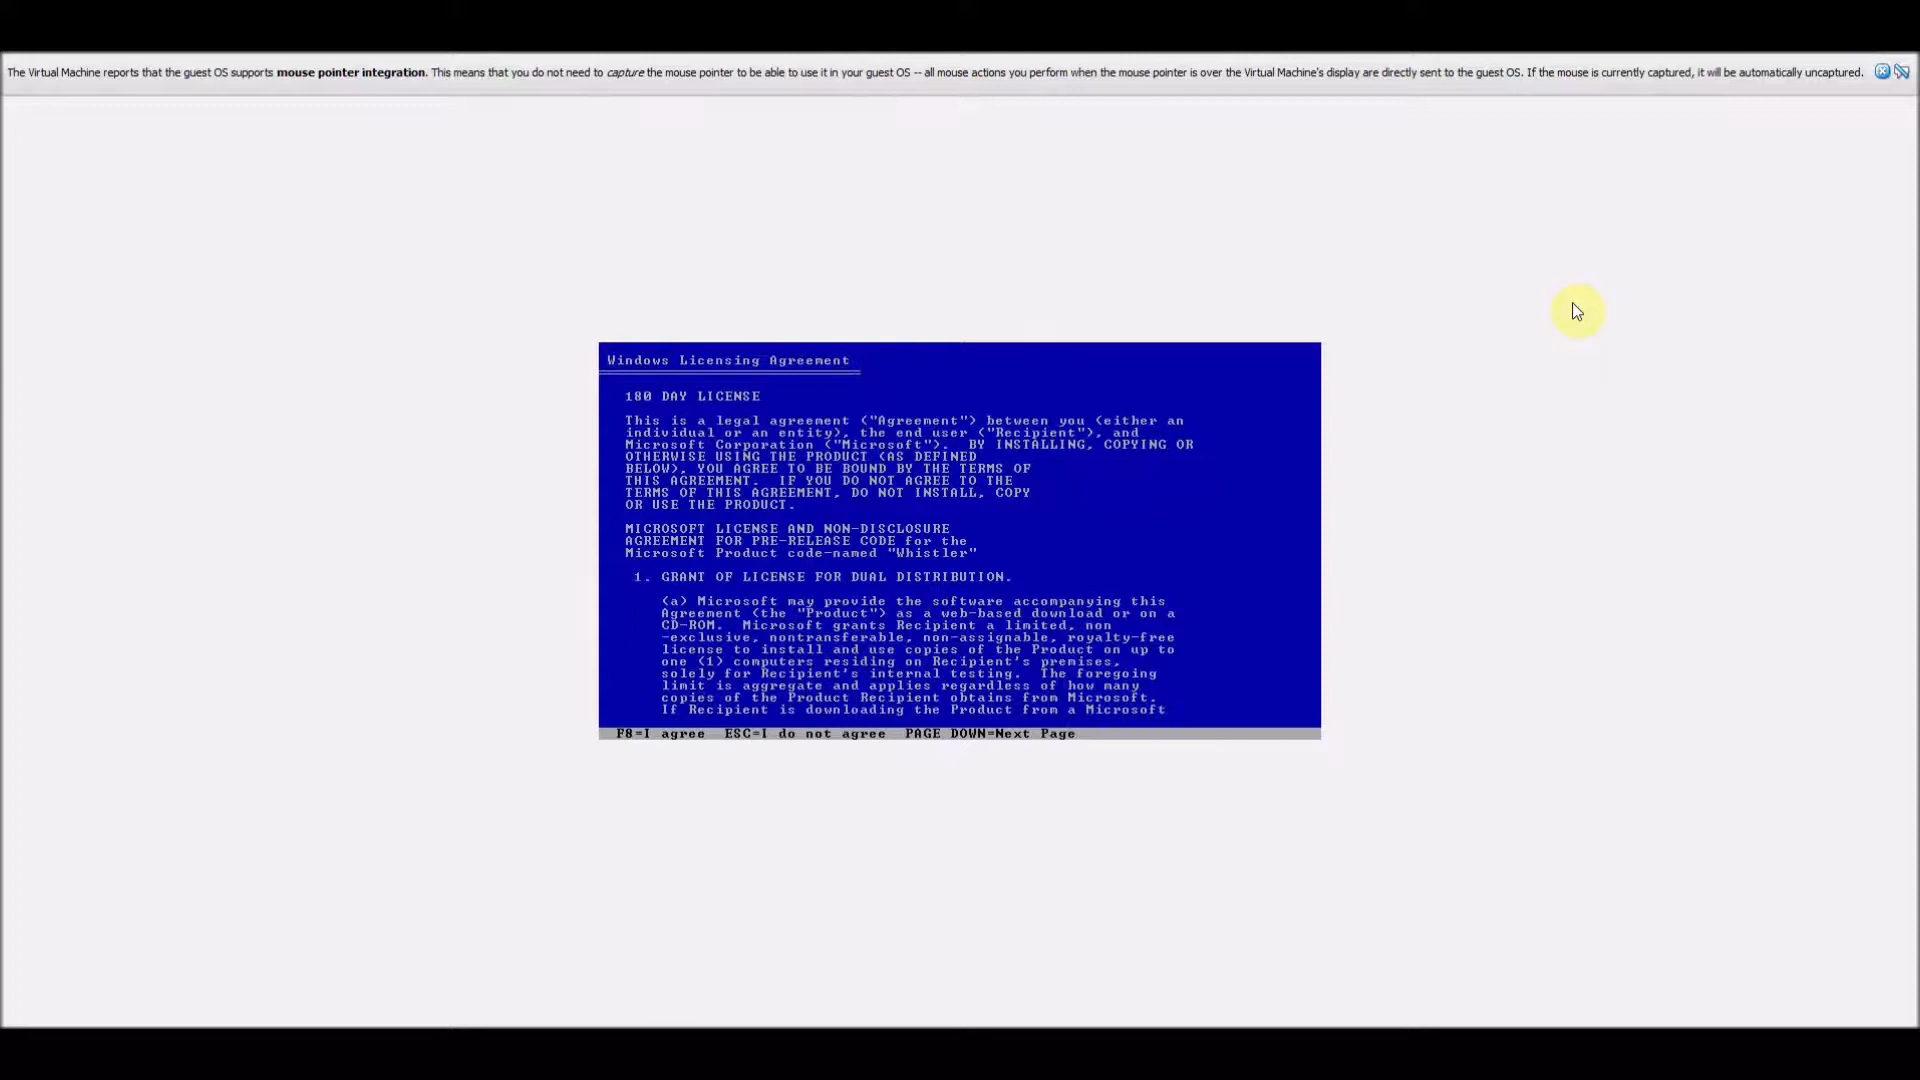 The Virtual Machine reports that the guest OS supports mouse pointer integration. This means that you do not need to capture the mouse pointer to be able to use it in your guest OS -- all mouse actions you perform when the mouse pointer is over the Virtual Machine's display are directly sent to the guest OS. If the mouse is currently captured, it will be automatically uncaptured.
Windows Licensing Agreement
180 DAY LICENSE
This is a legal agreement ("Agreement") between you (either an
individual or an entity), the end user ("Recipient"), and
Microsoft Corporation ("Microsoft"). BY INSTALLING, COPYING OR
OTHERWISE USING THE PRODUCT (AS DEFINED
BELOW), YOU AGREE TO BE BOUND BY THE TERMS OF
THIS AGREEMENT. IF YOU DO NOT AGREE TO THE
TERMS OF THIS AGREEMENT, DO NOT INSTALL, COPY
OR USE THE PRODUCT.
MICROSOFT LICENSE AND NON-DISCLOSURE
AGREEMENT FOR PRE-RELEASE CODE for the
Microsoft Product code-named "Whistler"
1. GRANT OF LICENSE FOR DUAL DISTRIBUTION.
(a) Microsoft may provide the software accompanying this
Agreement (the "Product") as a web-based download or on a
CD-ROM. Microsoft grants Recipient a limited, non
-exclusive, nontransferable, non-assignable, royalty-free
license to install and use copies of the Product on up to
one (1) computers residing on Recipient's premises,
solely for Recipient's internal testing. The foregoing
limit is aggregate and applies regardless of how many
copies of the Product Recipient obtains from Microsoft.
If Recipient is downloading the Product from a Microsoft
F8=I agree ESC=I do not agree PAGE DOWN=Next Page